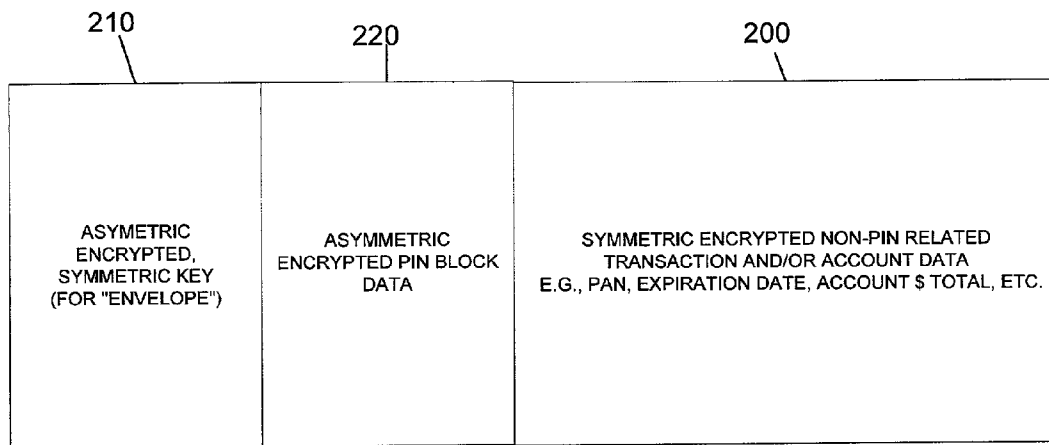 210
220
200
ASYMETRIC
ENCRYPTED,
SYMMETRIC KEY
(FOR "ENVELOPE")
ASYMMETRIC
ENCRYPTED PIN BLOCK
DATA
SYMMETRIC ENCRYPTED NON-PIN RELATED
TRANSACTION AND/OR ACCOUNT DATA
E.G., PAN, EXPIRATION DATE, ACCOUNT $ TOTAL, ETC.